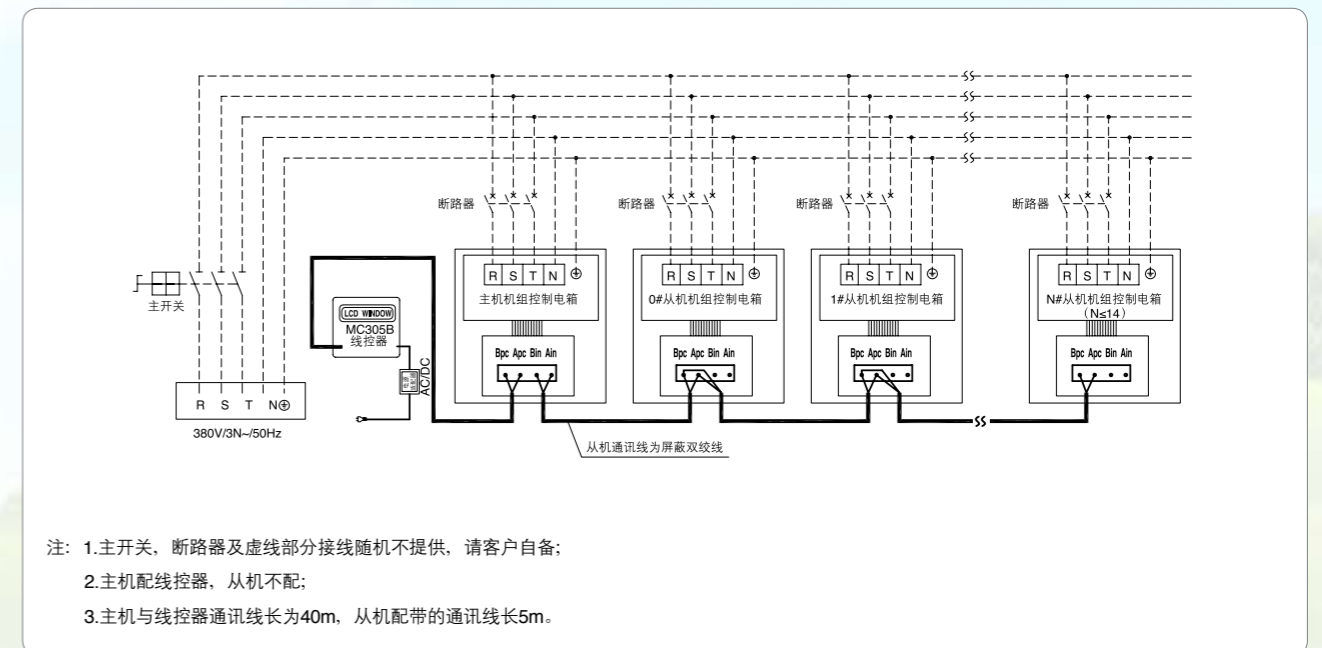 断路器
断路器
断路器
断路器
主开关
R S T N
主机机组控制电箱
R S T N
0#从机机组控制电箱
R S T N
1#从机机组控制电箱
R S T N
N#从机机组控制电箱
（N≤14）
LCD WINDOW
MC305B
线控器
电源
适配器
AC/DC
Bpc Apc Bin Ain
Bpc Apc Bin Ain
Bpc Apc Bin Ain
Bpc Apc Bin Ain
R S T N
380V/3N~/50Hz
从机通讯线为屏蔽双绞线
注: 1.主开关，断路器及虚线部分接线随机不提供，请客户自备;
2.主机配线控器，从机不配;
3.主机与线控器通讯线长为40m，从机配带的通讯线长5m。